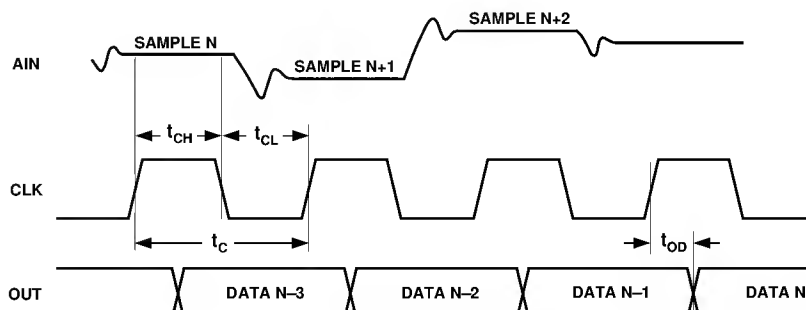 SAMPLE N+2
SAMPLE N
AIN
SAMPLE N+1
tCH
tCL
CLK
tC
tOD
OUT
DATA N–3
DATA N–2
DATA N–1
DATA N